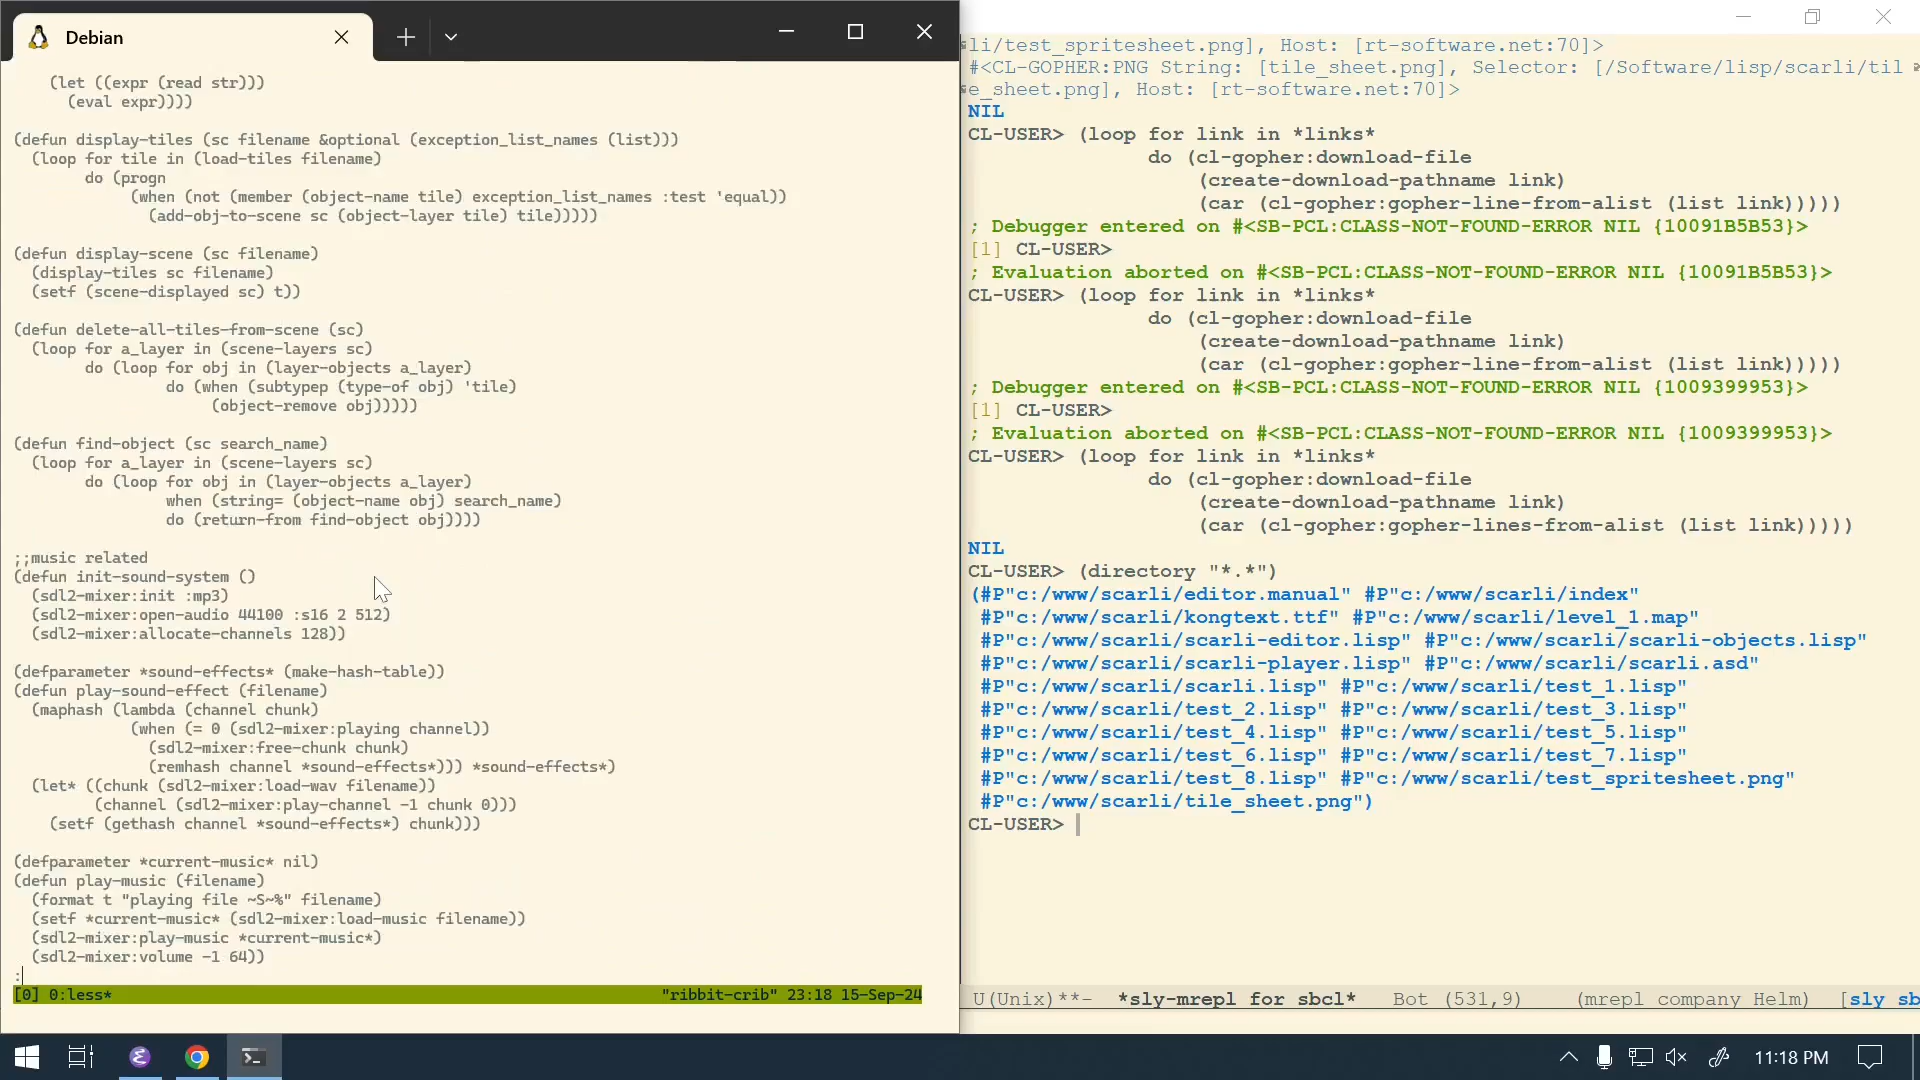 Debian
(let ((expr (read str)))
(eval expr))))
(defun display-tiles (sc filename &optional (exception_list_names (list)))
(loop for tile in (load-tiles filename)
do (progn
(when (not (member (object-name tile) exception_list_names :test 'equal))
(add-obj-to-scene sc (object-layer tile) tile)))))
(defun display-scene (sc filename)
(display-tiles sc filename)
(setf (scene-displayed sc) t))
(defun delete-all-tiles-from-scene (sc)
(loop for a_layer in (scene-layers sc)
do (loop for obj in (layer-objects a_layer)
do (when (subtypep (type-of obj) 'tile)
(object-remove obj)))))
(defun find-object (sc search_name)
(loop for a_layer in (scene-layers sc)
do (loop for obj in (layer-objects a_layer)
when (string= (object-name obj) search_name)
do (return-from find-object obj))))
;;music related
(defun init-sound-system ()
(sdl2-mixer:init :mp3)
(sdl2-mixer:open-audio 44100 :s16 2 512)
(sdl2-mixer:allocate-channels 128))
(defparameter *sound-effects* (make-hash-table))
(defun play-sound-effect (filename)
(maphash (lambda (channel chunk)
(when (= 0 (sdl2-mixer:playing channel))
(sdl2-mixer:free-chunk chunk)
(remhash channel *sound-effects*))) *sound-effects*)
(let* ((chunk (sdl2-mixer:load-wav filename))
(channel (sdl2-mixer:play-channel -1 chunk 0)))
(setf (gethash channel *sound-effects*) chunk)))
(defparameter *current-music* nil)
(defun play-music (filename)
(format t "playing file ~S~%" filename)
(setf *current-music* (sdl2-mixer:load-music filename))
(sdl2-mixer:play-music *current-music*)
(sdl2-mixer:volume -1 64))
:
[0] 0:less* "ribbit-crib" 23:18 15-Sep-24
li/test_spritesheet.png], Host: [rt-software.net:70]>
#<CL-GOPHER:PNG String: [tile_sheet.png], Selector: [/Software/lisp/scarli/til
e_sheet.png], Host: [rt-software.net:70]>
NIL
CL-USER> (loop for link in *links*
do (cl-gopher:download-file
(create-download-pathname link)
(car (cl-gopher:gopher-line-from-alist (list link)))))
; Debugger entered on #<SB-PCL:CLASS-NOT-FOUND-ERROR NIL {10091B5B53}>
[1] CL-USER>
; Evaluation aborted on #<SB-PCL:CLASS-NOT-FOUND-ERROR NIL {10091B5B53}>
CL-USER> (loop for link in *links*
do (cl-gopher:download-file
(create-download-pathname link)
(car (cl-gopher:gopher-line-from-alist (list link)))))
; Debugger entered on #<SB-PCL:CLASS-NOT-FOUND-ERROR NIL {1009399953}>
[1] CL-USER>
; Evaluation aborted on #<SB-PCL:CLASS-NOT-FOUND-ERROR NIL {1009399953}>
CL-USER> (loop for link in *links*
do (cl-gopher:download-file
(create-download-pathname link)
(car (cl-gopher:gopher-lines-from-alist (list link)))))
NIL
CL-USER> (directory "*.*")
(#P"c:/www/scarli/editor.manual" #P"c:/www/scarli/index"
#P"c:/www/scarli/kongtext.ttf" #P"c:/www/scarli/level_1.map"
#P"c:/www/scarli/scarli-editor.lisp" #P"c:/www/scarli/scarli-objects.lisp"
#P"c:/www/scarli/scarli-player.lisp" #P"c:/www/scarli/scarli.asd"
#P"c:/www/scarli/scarli.lisp" #P"c:/www/scarli/test_1.lisp"
#P"c:/www/scarli/test_2.lisp" #P"c:/www/scarli/test_3.lisp"
#P"c:/www/scarli/test_4.lisp" #P"c:/www/scarli/test_5.lisp"
#P"c:/www/scarli/test_6.lisp" #P"c:/www/scarli/test_7.lisp"
#P"c:/www/scarli/test_8.lisp" #P"c:/www/scarli/test_spritesheet.png"
#P"c:/www/scarli/tile_sheet.png")
CL-USER>
U(Unix)**- *sly-mrepl for sbcl* Bot (531,9) (mrepl company Helm) [sly sb
11:18 PM